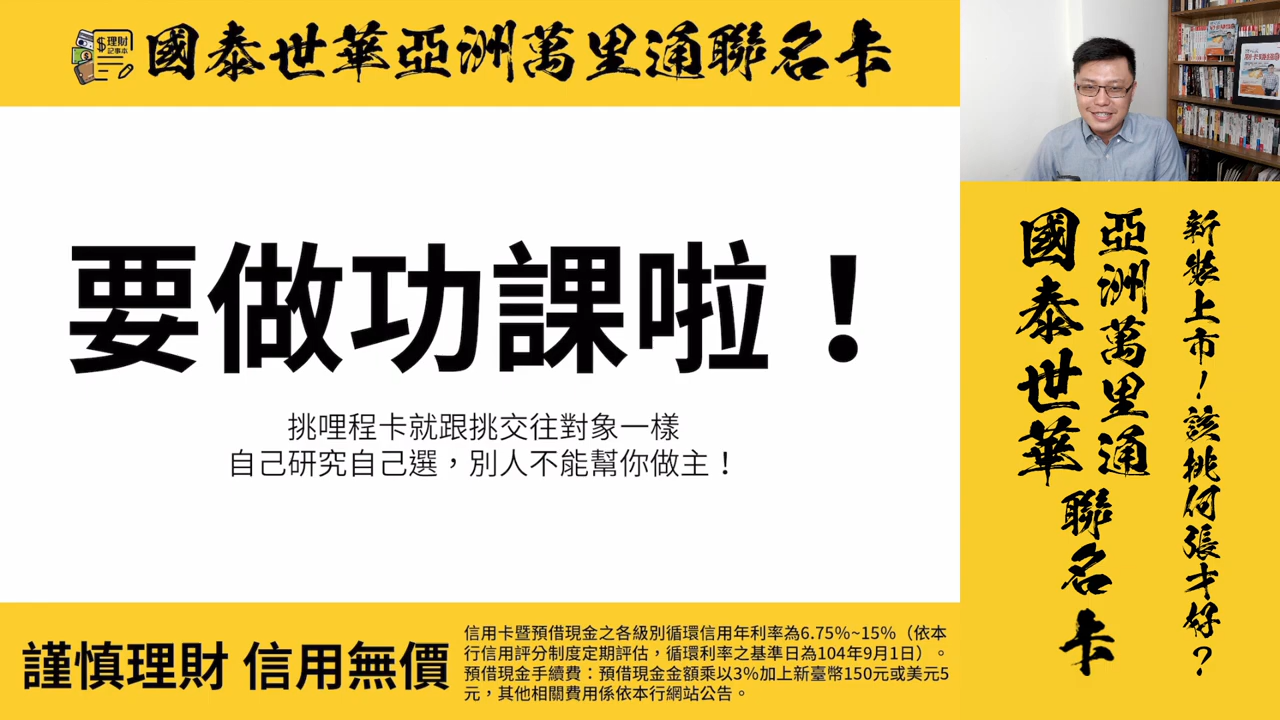 $理財
記事本
國泰世華亞洲萬里通聯名卡
要做功課啦！
挑哩程卡就跟挑交往對象一樣
自己研究自己選，別人不能幫你做主！
謹慎理財 信用無價
信用卡暨預借現金之各級別循環信用年利率為6.75%~15%（依本
行信用評分制度定期評估，循環利率之基準日為104年9月1日）。
預借現金手續費：預借現金金額乘以3%加上新臺幣150元或美元5
元，其他相關費用係依本行網站公告。
新裝上市！該挑何張才好？
亞洲萬里通
國泰世華
聯名卡